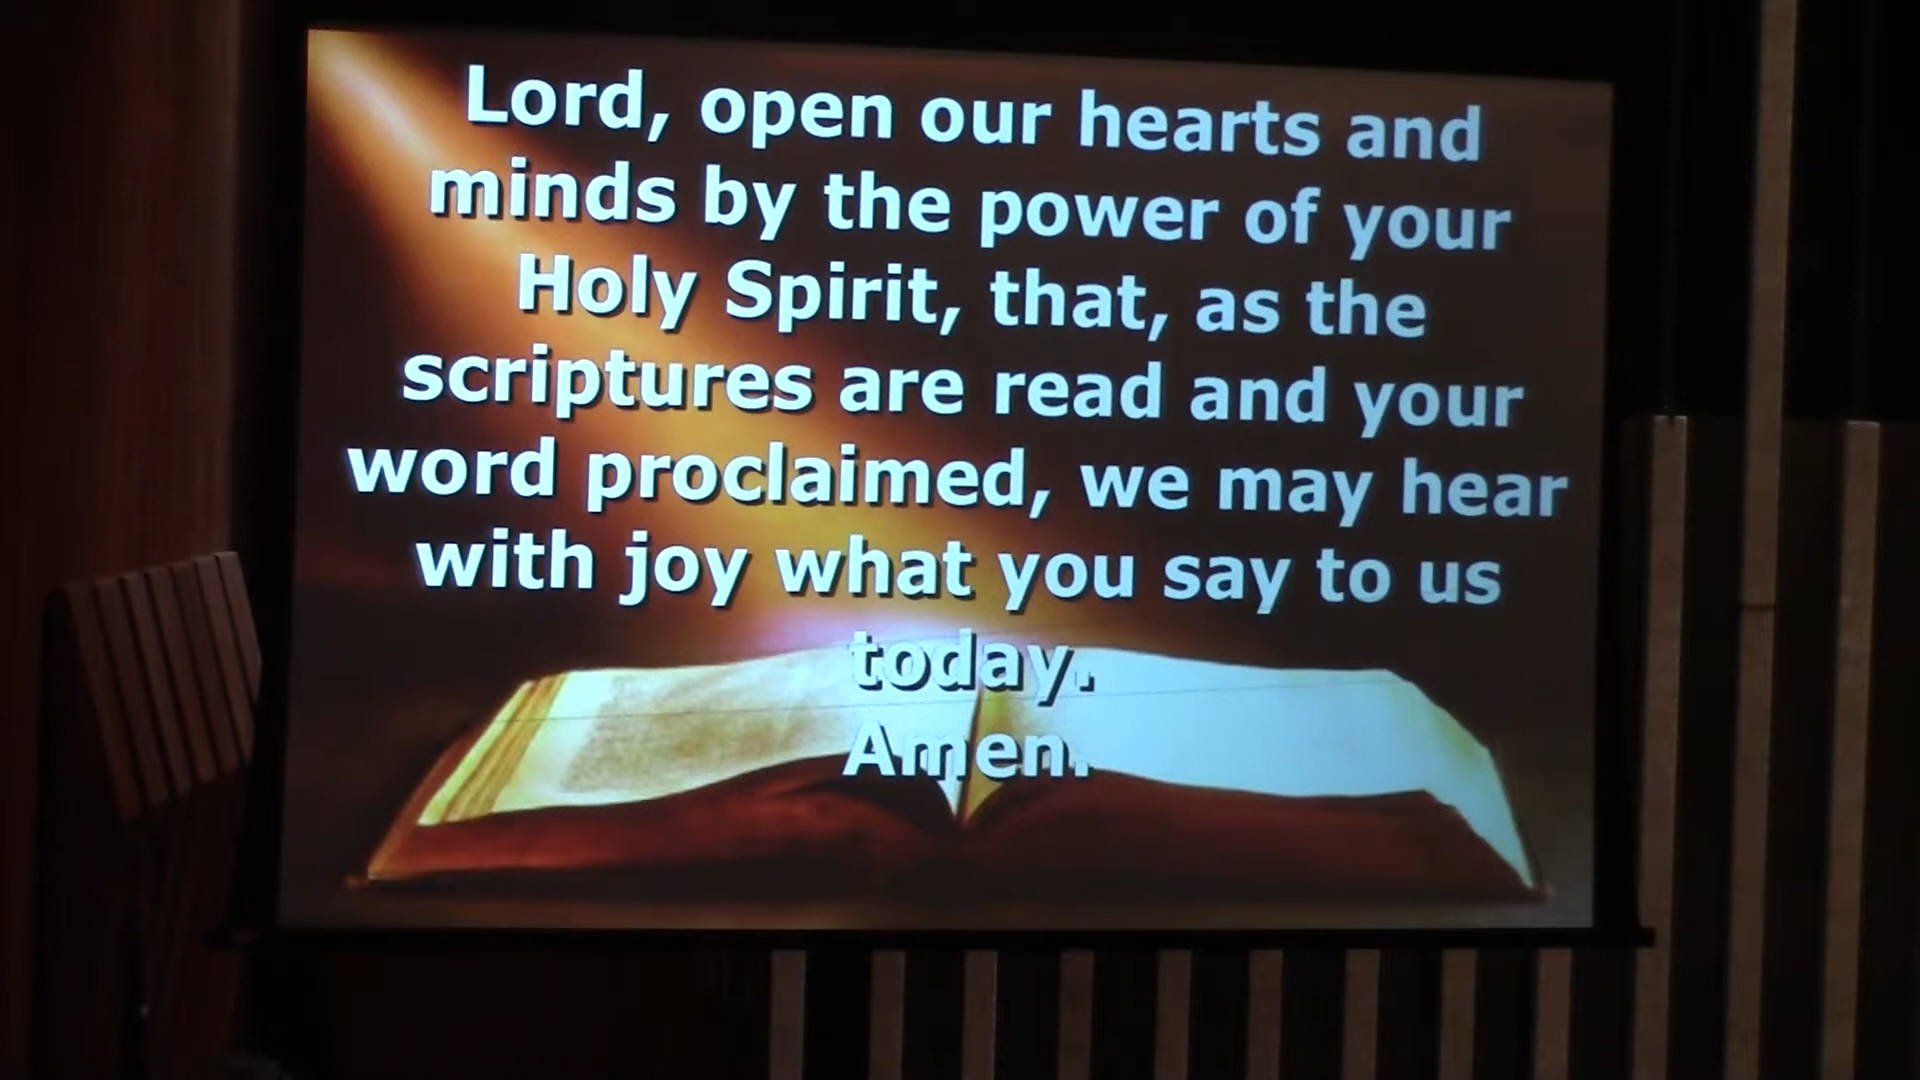 Lord, open our hearts and
minds by the power of your
Holy Spirit, that, as the
scriptures are read and your
word proclaimed, we may hear
with joy what you say to us
today.
Amen.